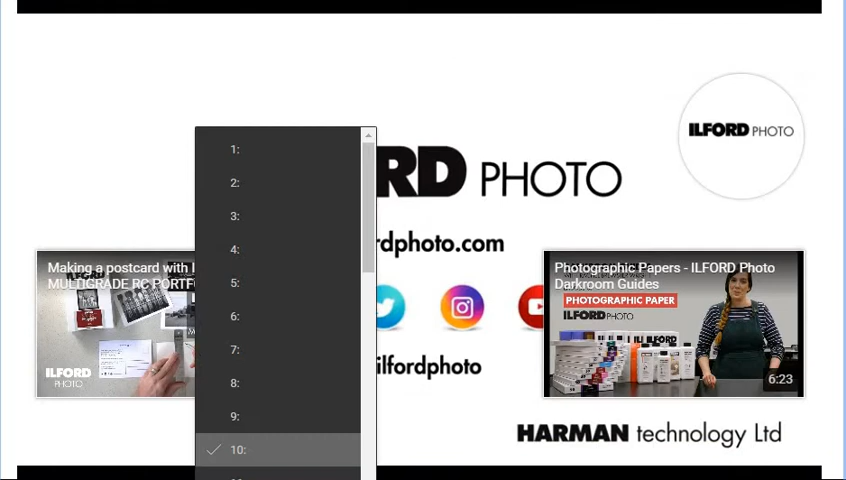 ILFORD PHOTO
1:
2:
3:
4:
5:
6:
7:
8:
9:
10:
RD PHOTO
rdphoto.com
ilfordphoto
Making a postcard with I
MULTIGRADE RC PORTF
ILFORD
PHOTO
Photographic Papers - ILFORD Photo
Darkroom Guides
PHOTOGRAPHIC PAPER
ILFORD PHOTO
6:23
HARMAN technology Ltd